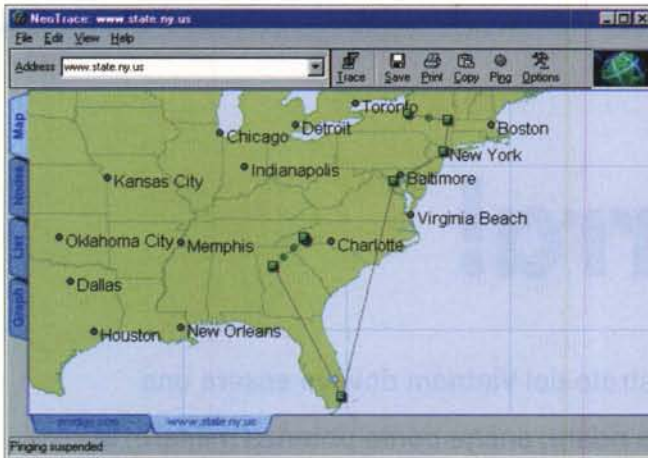 NeoTrace: www.state.ny.us
File Edit View Help
Address www.state.ny.us
Trace Save Print Copy Ping Options
Map
Nodes
List
Graph
Toronto
Chicago
Detroit
Boston
Indianapolis
New York
Kansas City
Baltimore
Virginia Beach
Oklahoma City
Memphis
Charlotte
Dallas
Houston
New Orleans
www.state.ny.us
Pinging suspended